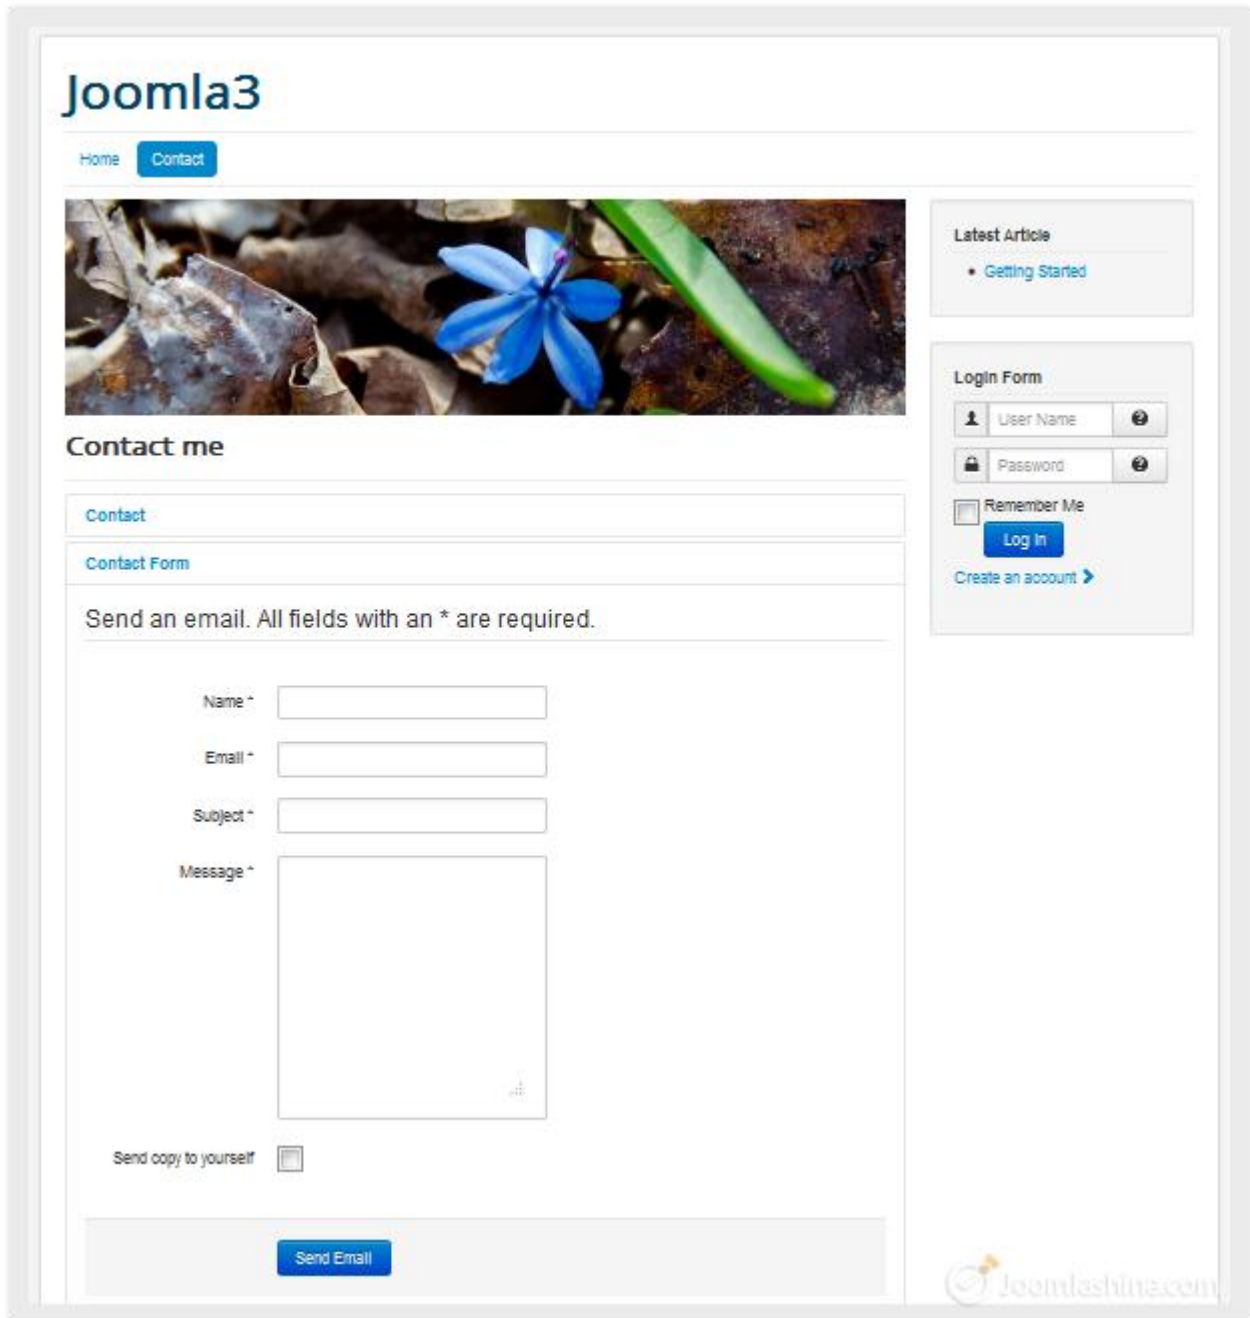 Joomla3
Home
Contact
Contact me
Contact
Contact Form
Send an email. All fields with an * are required.
Name *
Email *
Subject *
Message *
Send copy to yourself
Send Email
Latest Article
Getting Started
Login Form
User Name
Password
Remember Me
Log in
Create an account
Joomlashine.com